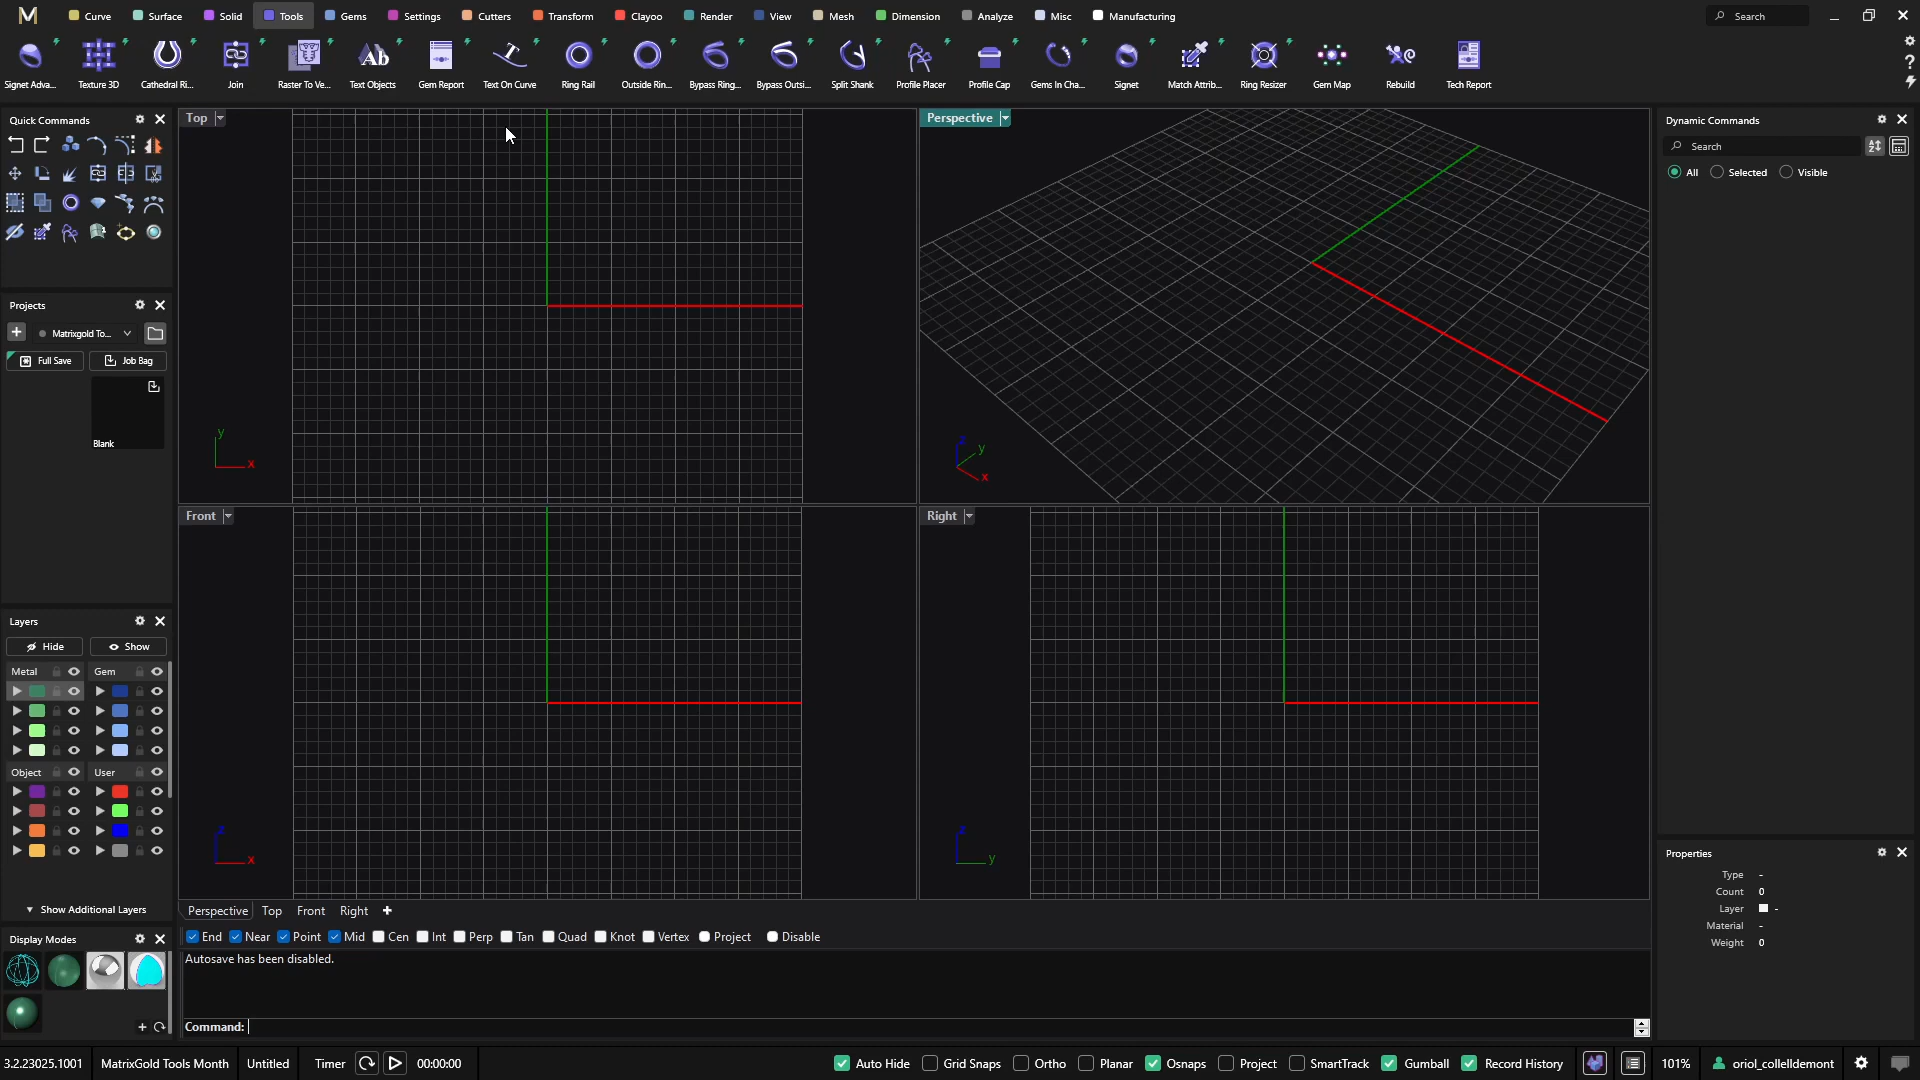 M Curve Surface Solid Tools Gems Settings Cutters Transform Clayoo Render View Mesh Dimension Analyze Misc Manufacturing Search
Signet Adva... Texture 3D Cathedral Ri... Join Raster To Ve... Text Objects Gem Report Text On Curve Ring Rail Outside Rin... Bypass Ring... Bypass Outsi... Split Shank Profile Placer Profile Cap Gems In Cha... Signet Match Attrib... Ring Resizer Gem Map Rebuild Tech Report
Quick Commands
Projects
Matrixgold To...
Full Save Job Bag
Blank
Layers
Hide Show
Metal Gem
Object User
Show Additional Layers
Display Modes
Top
y
x
Perspective
z
y
x
Front
z
x
Right
z
y
Perspective Top Front Right
End Near Point Mid Cen Int Perp Tan Quad Knot Vertex Project Disable
Autosave has been disabled.
Command:
Dynamic Commands
Search
All Selected Visible
Properties
Type -
Count 0
Layer -
Material -
Weight 0
3.2.23025.1001 MatrixGold Tools Month Untitled Timer 00:00:00 Auto Hide Grid Snaps Ortho Planar Osnaps Project SmartTrack Gumball Record History 101% oriol_collelldemont